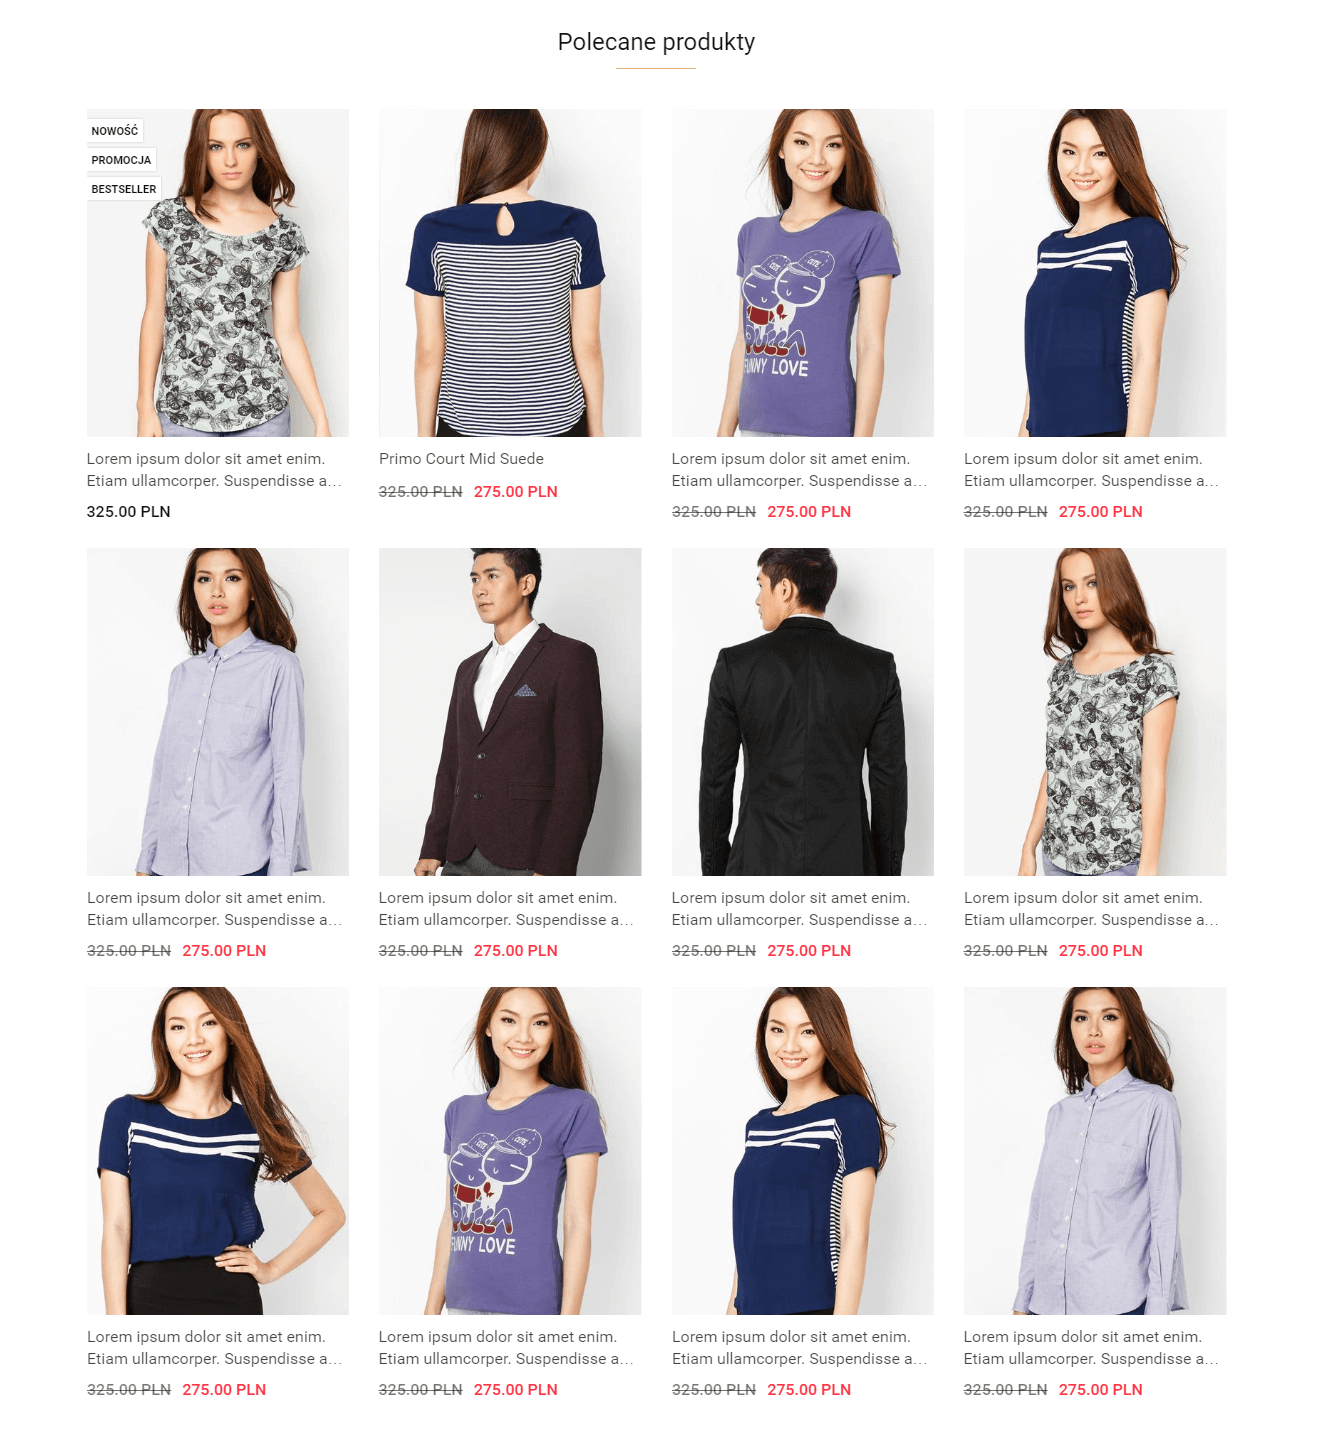 Polecane produkty
NOWOŚĆ
PROMOCJA
BESTSELLER
CUTE
CUTE
PUCCA
FUNNY LOVE
Lorem ipsum dolor sit amet enim.
Etiam ullamcorper. Suspendisse a...
325.00 PLN
Primo Court Mid Suede
325.00 PLN 275.00 PLN
Lorem ipsum dolor sit amet enim.
Etiam ullamcorper. Suspendisse a...
325.00 PLN 275.00 PLN
Lorem ipsum dolor sit amet enim.
Etiam ullamcorper. Suspendisse a...
325.00 PLN 275.00 PLN
Lorem ipsum dolor sit amet enim.
Etiam ullamcorper. Suspendisse a...
325.00 PLN 275.00 PLN
Lorem ipsum dolor sit amet enim.
Etiam ullamcorper. Suspendisse a...
325.00 PLN 275.00 PLN
Lorem ipsum dolor sit amet enim.
Etiam ullamcorper. Suspendisse a...
325.00 PLN 275.00 PLN
Lorem ipsum dolor sit amet enim.
Etiam ullamcorper. Suspendisse a...
325.00 PLN 275.00 PLN
CUTE
PUCCA
FUNNY LOVE
Lorem ipsum dolor sit amet enim.
Etiam ullamcorper. Suspendisse a...
325.00 PLN 275.00 PLN
Lorem ipsum dolor sit amet enim.
Etiam ullamcorper. Suspendisse a...
325.00 PLN 275.00 PLN
Lorem ipsum dolor sit amet enim.
Etiam ullamcorper. Suspendisse a...
325.00 PLN 275.00 PLN
Lorem ipsum dolor sit amet enim.
Etiam ullamcorper. Suspendisse a...
325.00 PLN 275.00 PLN